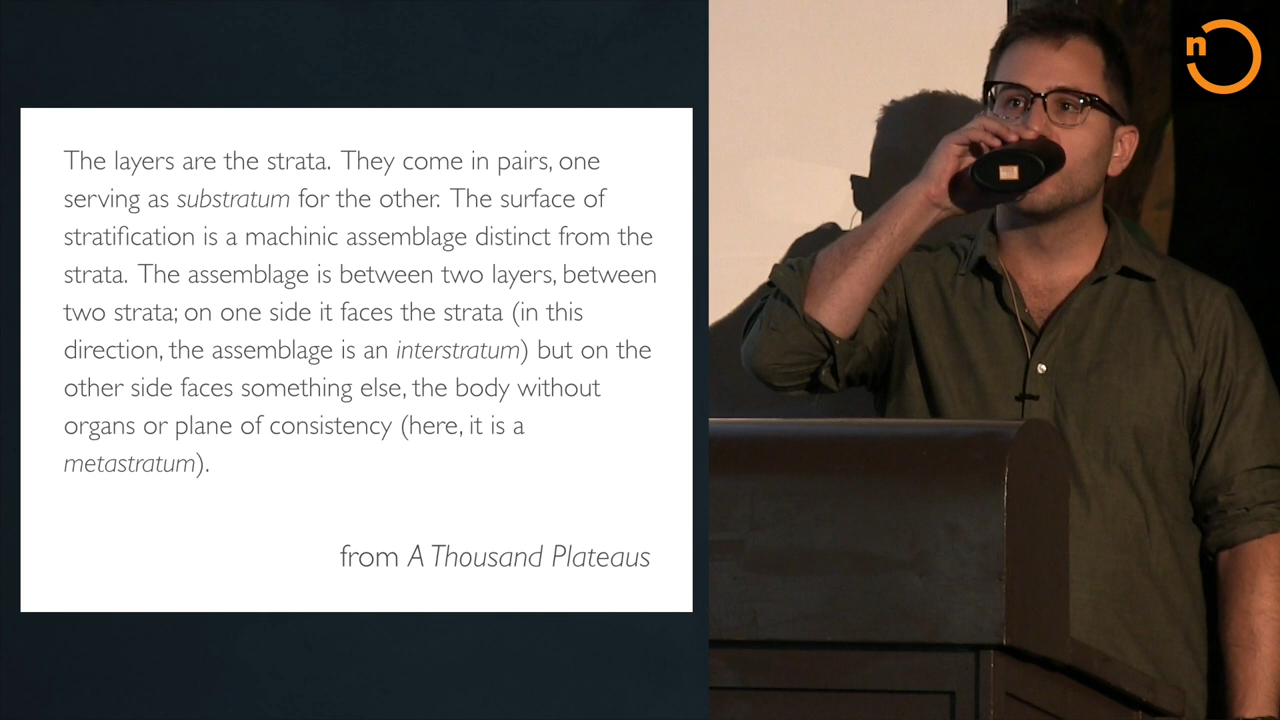 The layers are the strata. They come in pairs, one
serving as substratum for the other. The surface of
stratification is a machinic assemblage distinct from the
strata. The assemblage is between two layers, between
two strata; on one side it faces the strata (in this
direction, the assemblage is an interstratum) but on the
other side faces something else, the body without
organs or plane of consistency (here, it is a
metastratum).
from A Thousand Plateaus
n